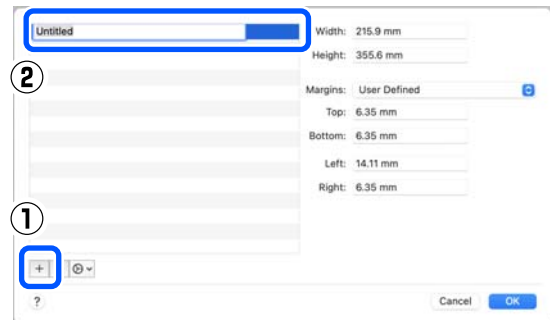 Untitled
Width: 215.9 mm
Height: 355.6 mm
②
Margins: User Defined
Top: 6.35 mm
Bottom: 6.35 mm
Left: 14.11 mm
Right: 6.35 mm
①
+
?
Cancel OK